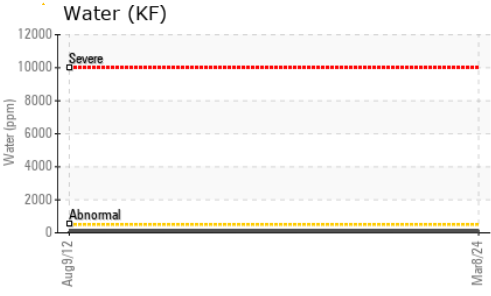 Water (KF)
12000
10000
8000
6000
4000
2000
0
Water (ppm)
Severe
Abnormal
Aug9/12
Mar8/24